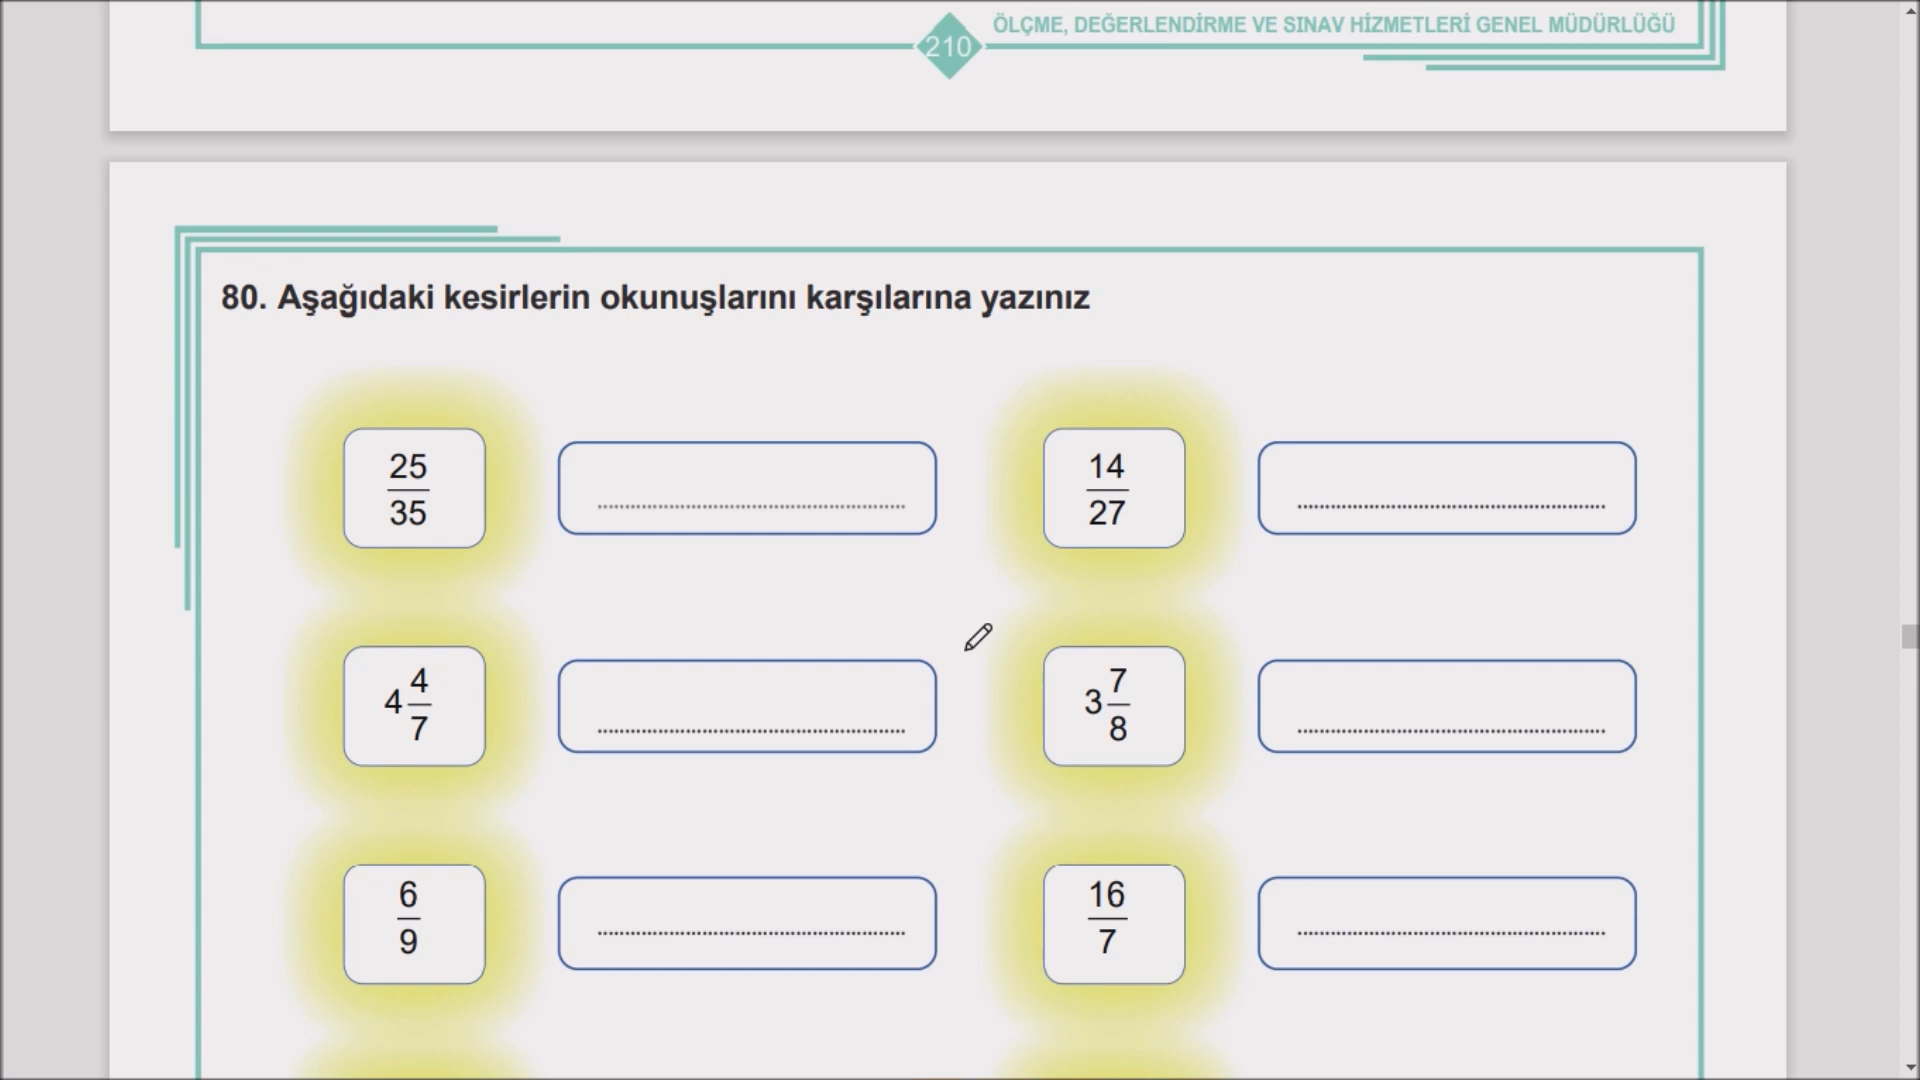 ÖLÇME, DEĞERLENDİRME VE SINAV HİZMETLERİ GENEL MÜDÜRLÜĞÜ
210
80. Aşağıdaki kesirlerin okunuşlarını karşılarına yazınız
25/35 ........................................................ 14/27 ........................................................
4 4/7 ........................................................ 3 7/8 ........................................................
6/9 ........................................................ 16/7 ........................................................